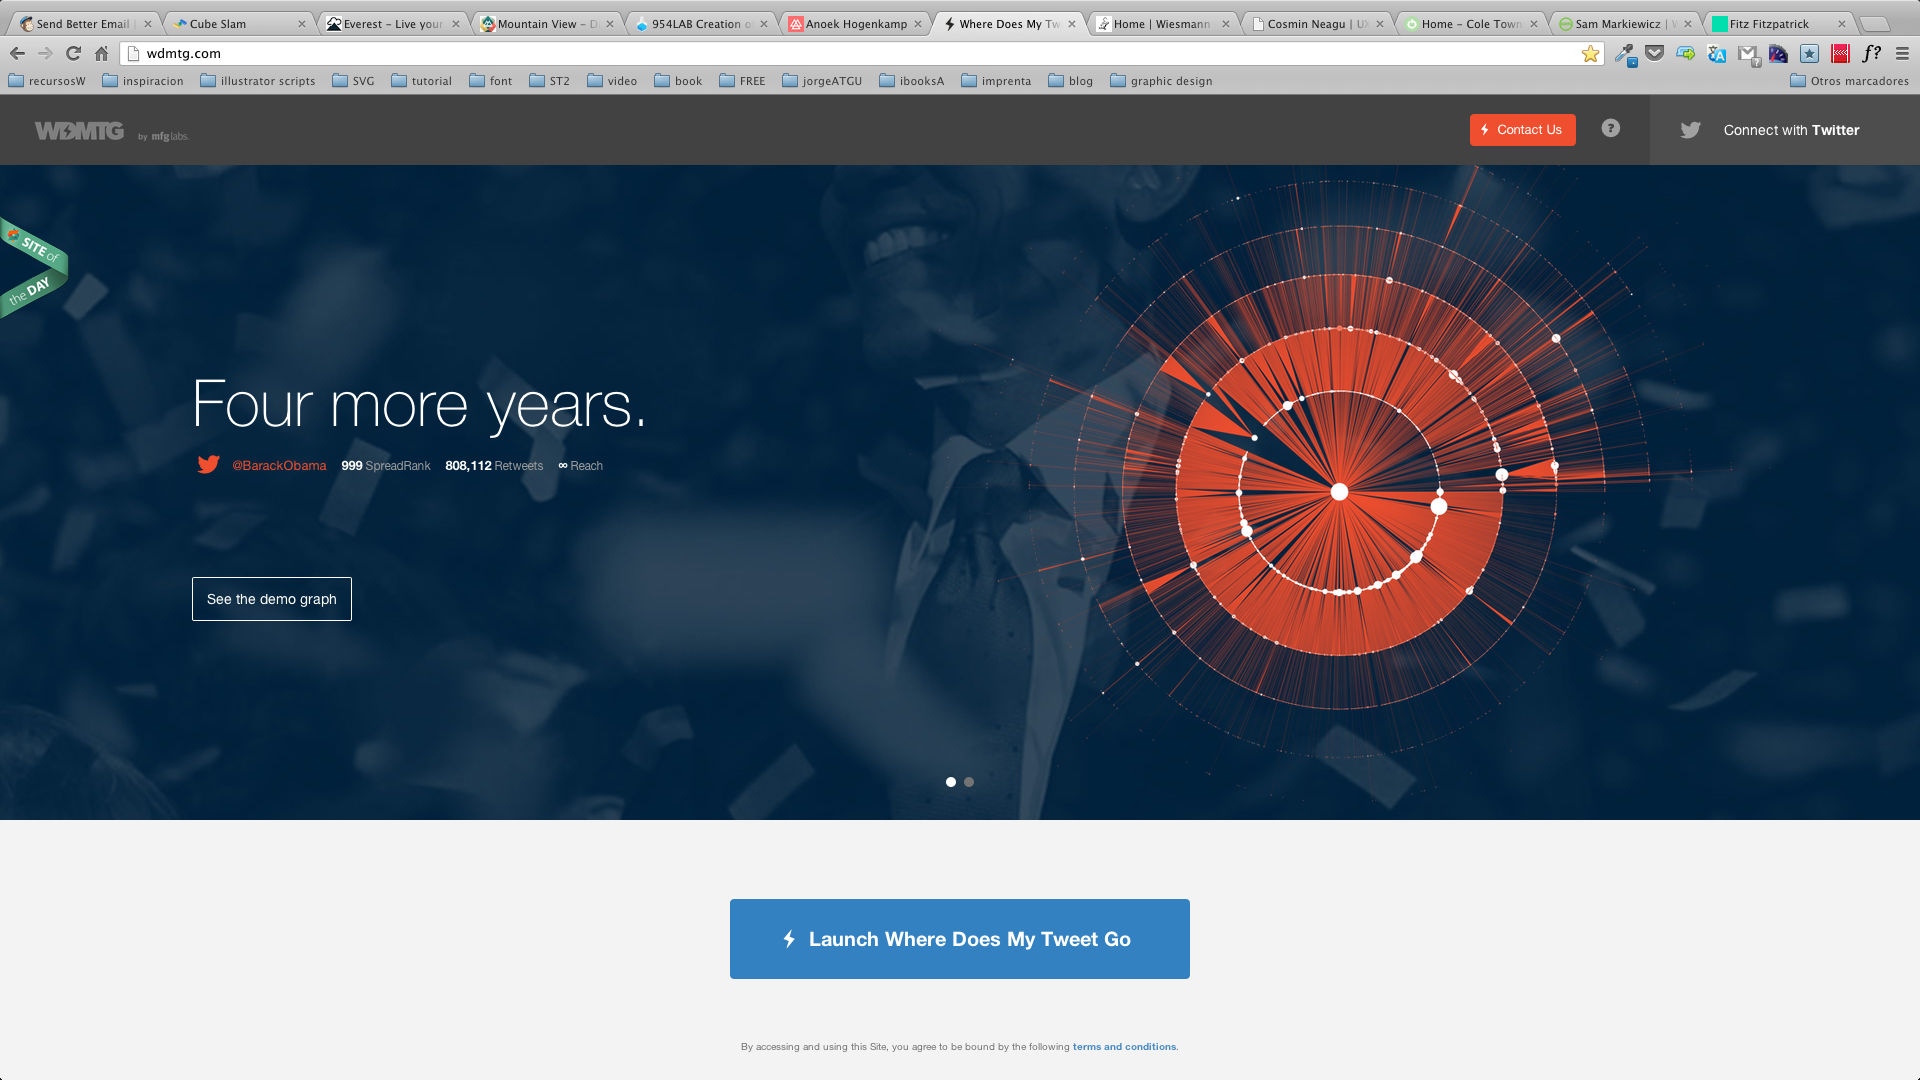 Send Better Email |
Cube Slam
Everest – Live your
Mountain View – D
954LAB Creation o
Anoek Hogenkamp
Where Does My Tw
Home | Wiesmann
Cosmin Neagu | UX
Home – Cole Town
Sam Markiewicz | W
Fitz Fitzpatrick
wdmtg.com
f?
recursosW
inspiracion
illustrator scripts
SVG
tutorial
font
ST2
video
book
FREE
jorgeATGU
ibooksA
imprenta
blog
graphic design
Otros marcadores
WDMTG by mfglabs.
Contact Us
?
Connect with Twitter
SITE of
the DAY
Four more years.
@BarackObama 999 SpreadRank 808,112 Retweets ∞ Reach
See the demo graph
Launch Where Does My Tweet Go
By accessing and using this Site, you agree to be bound by the following terms and conditions.